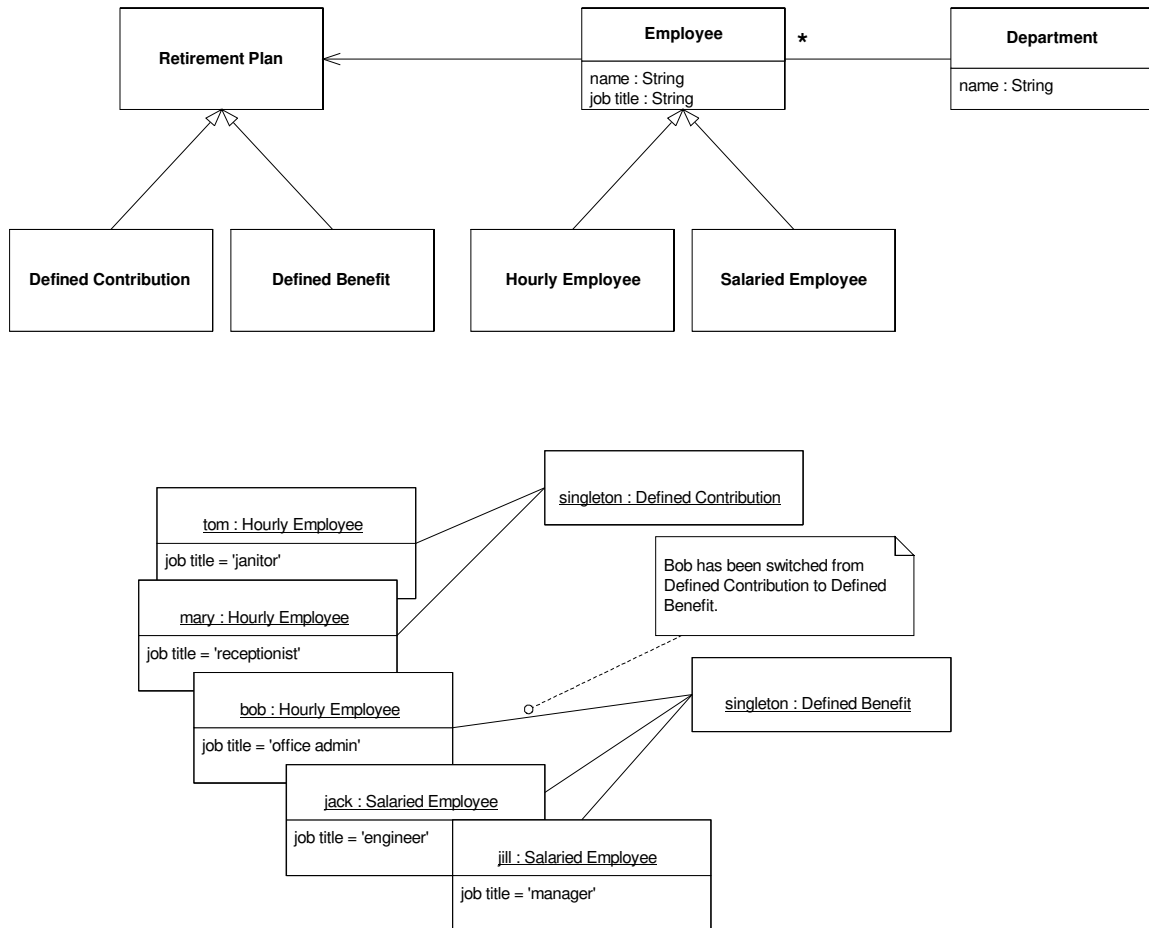 Retirement Plan
Employee
name : String
job title : String
*
Department
name : String
Defined Contribution
Defined Benefit
Hourly Employee
Salaried Employee
singleton : Defined Contribution
tom : Hourly Employee
job title = 'janitor'
Bob has been switched from
Defined Contribution to Defined
Benefit.
mary : Hourly Employee
job title = 'receptionist'
singleton : Defined Benefit
bob : Hourly Employee
job title = 'office admin'
jack : Salaried Employee
job title = 'engineer'
jill : Salaried Employee
job title = 'manager'